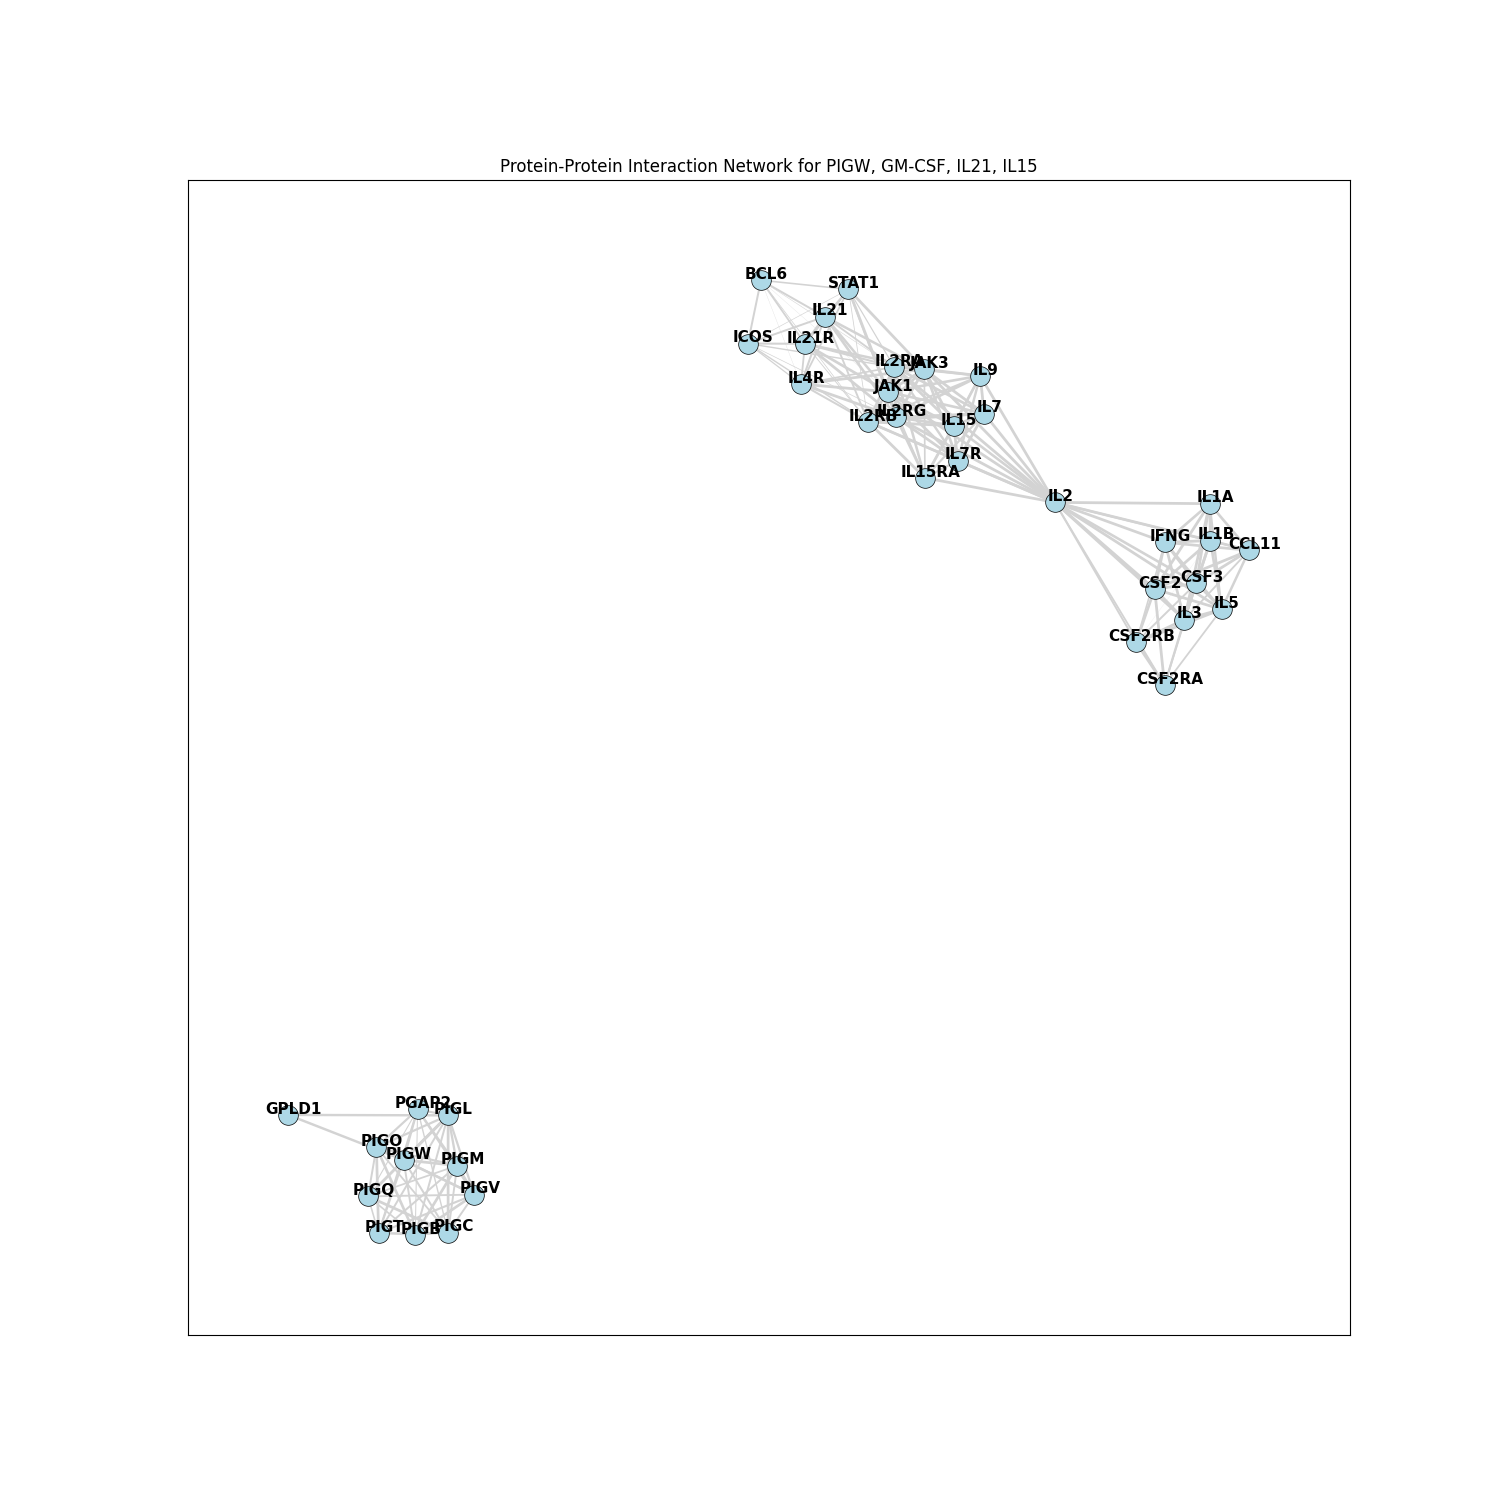 Protein-Protein Interaction Network for PIGW, GM-CSF, IL21, IL15
BCL6
STAT1
IL21
ICOS
IL21R
IL2RA
JAK3
IL9
IL4R
JAK1
IL7
IL2RG
IL2RB
IL15
IL7R
IL15RA
IL2
IL1A
IFNG
IL1B
CCL11
CSF2
CSF3
IL5
IL3
CSF2RB
CSF2RA
GPLD1
PGAP2
PIGL
PIGO
PIGW
PIGM
PIGQ
PIGV
PIGT
PIGB
PIGC